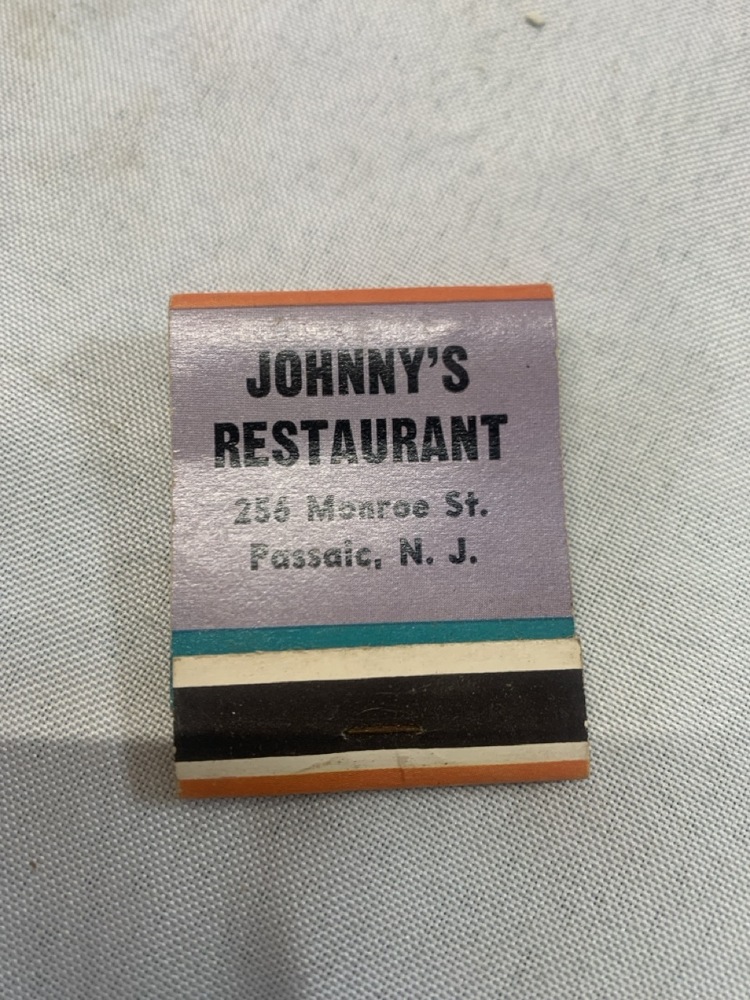 JOHNNY'S
RESTAURANT
256 Monroe St.
Passaic, N. J.